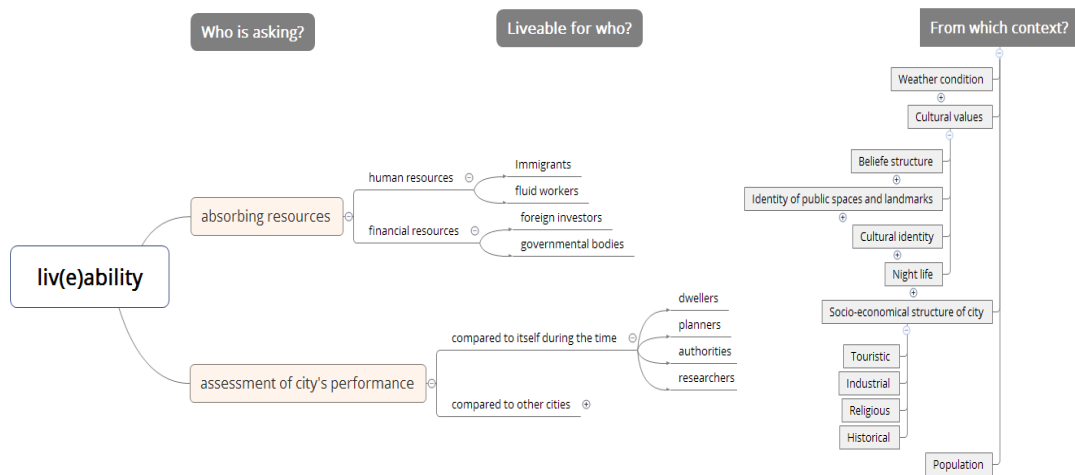 Who is asking?
Liveable for who?
From which context?
liv(e)ability
absorbing resources
human resources
Immigrants
fluid workers
financial resources
foreign investors
governmental bodies
assessment of city's performance
compared to itself during the time
dwellers
planners
authorities
researchers
compared to other cities
Weather condition
Cultural values
Beliefe structure
Identity of public spaces and landmarks
Cultural identity
Night life
Socio-economical structure of city
Touristic
Industrial
Religious
Historical
Population